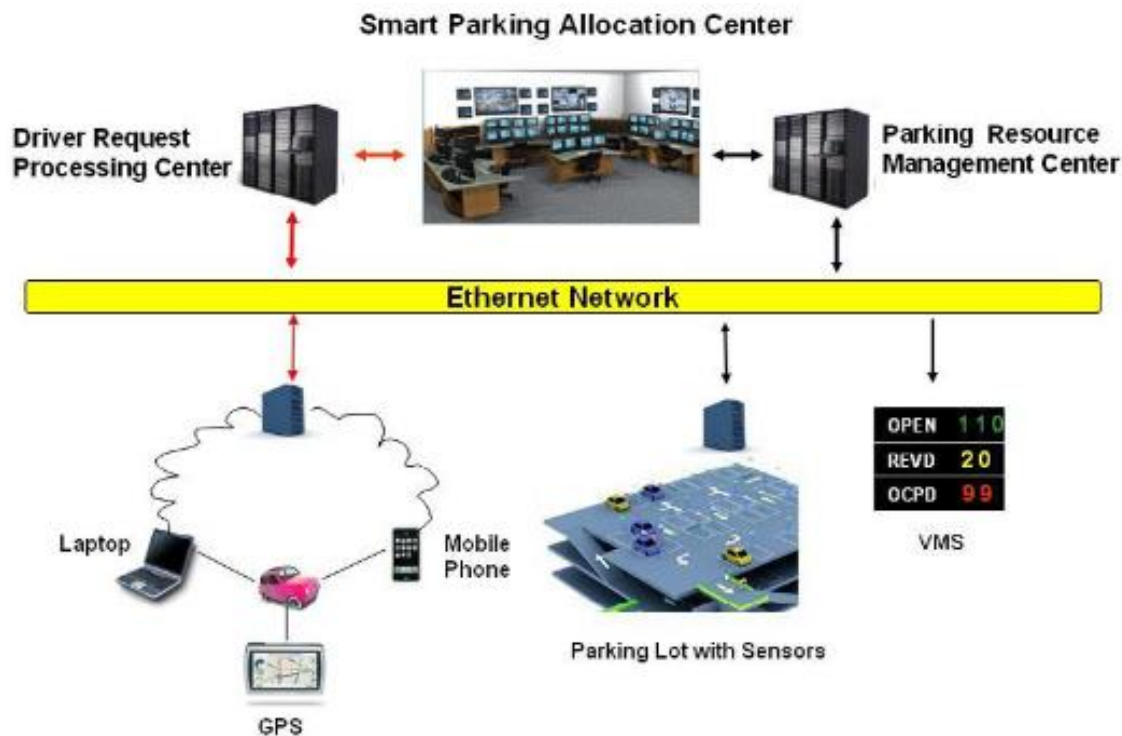 Smart Parking Allocation Center
Driver Request
Processing Center
Parking Resource
Management Center
Ethernet Network
Laptop
Mobile
Phone
GPS
Parking Lot with Sensors
OPEN 110
REVD 20
OCPD 99
VMS